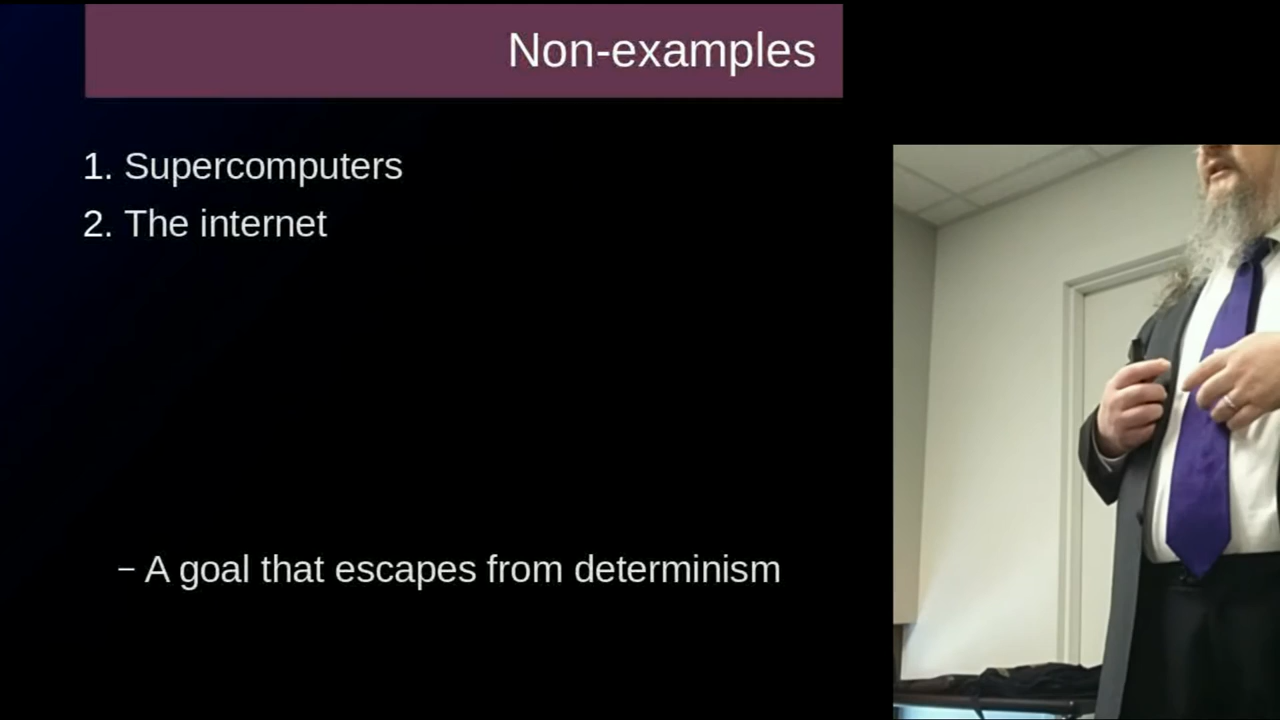 Non-examples
1. Supercomputers
2. The internet
– A goal that escapes from determinism